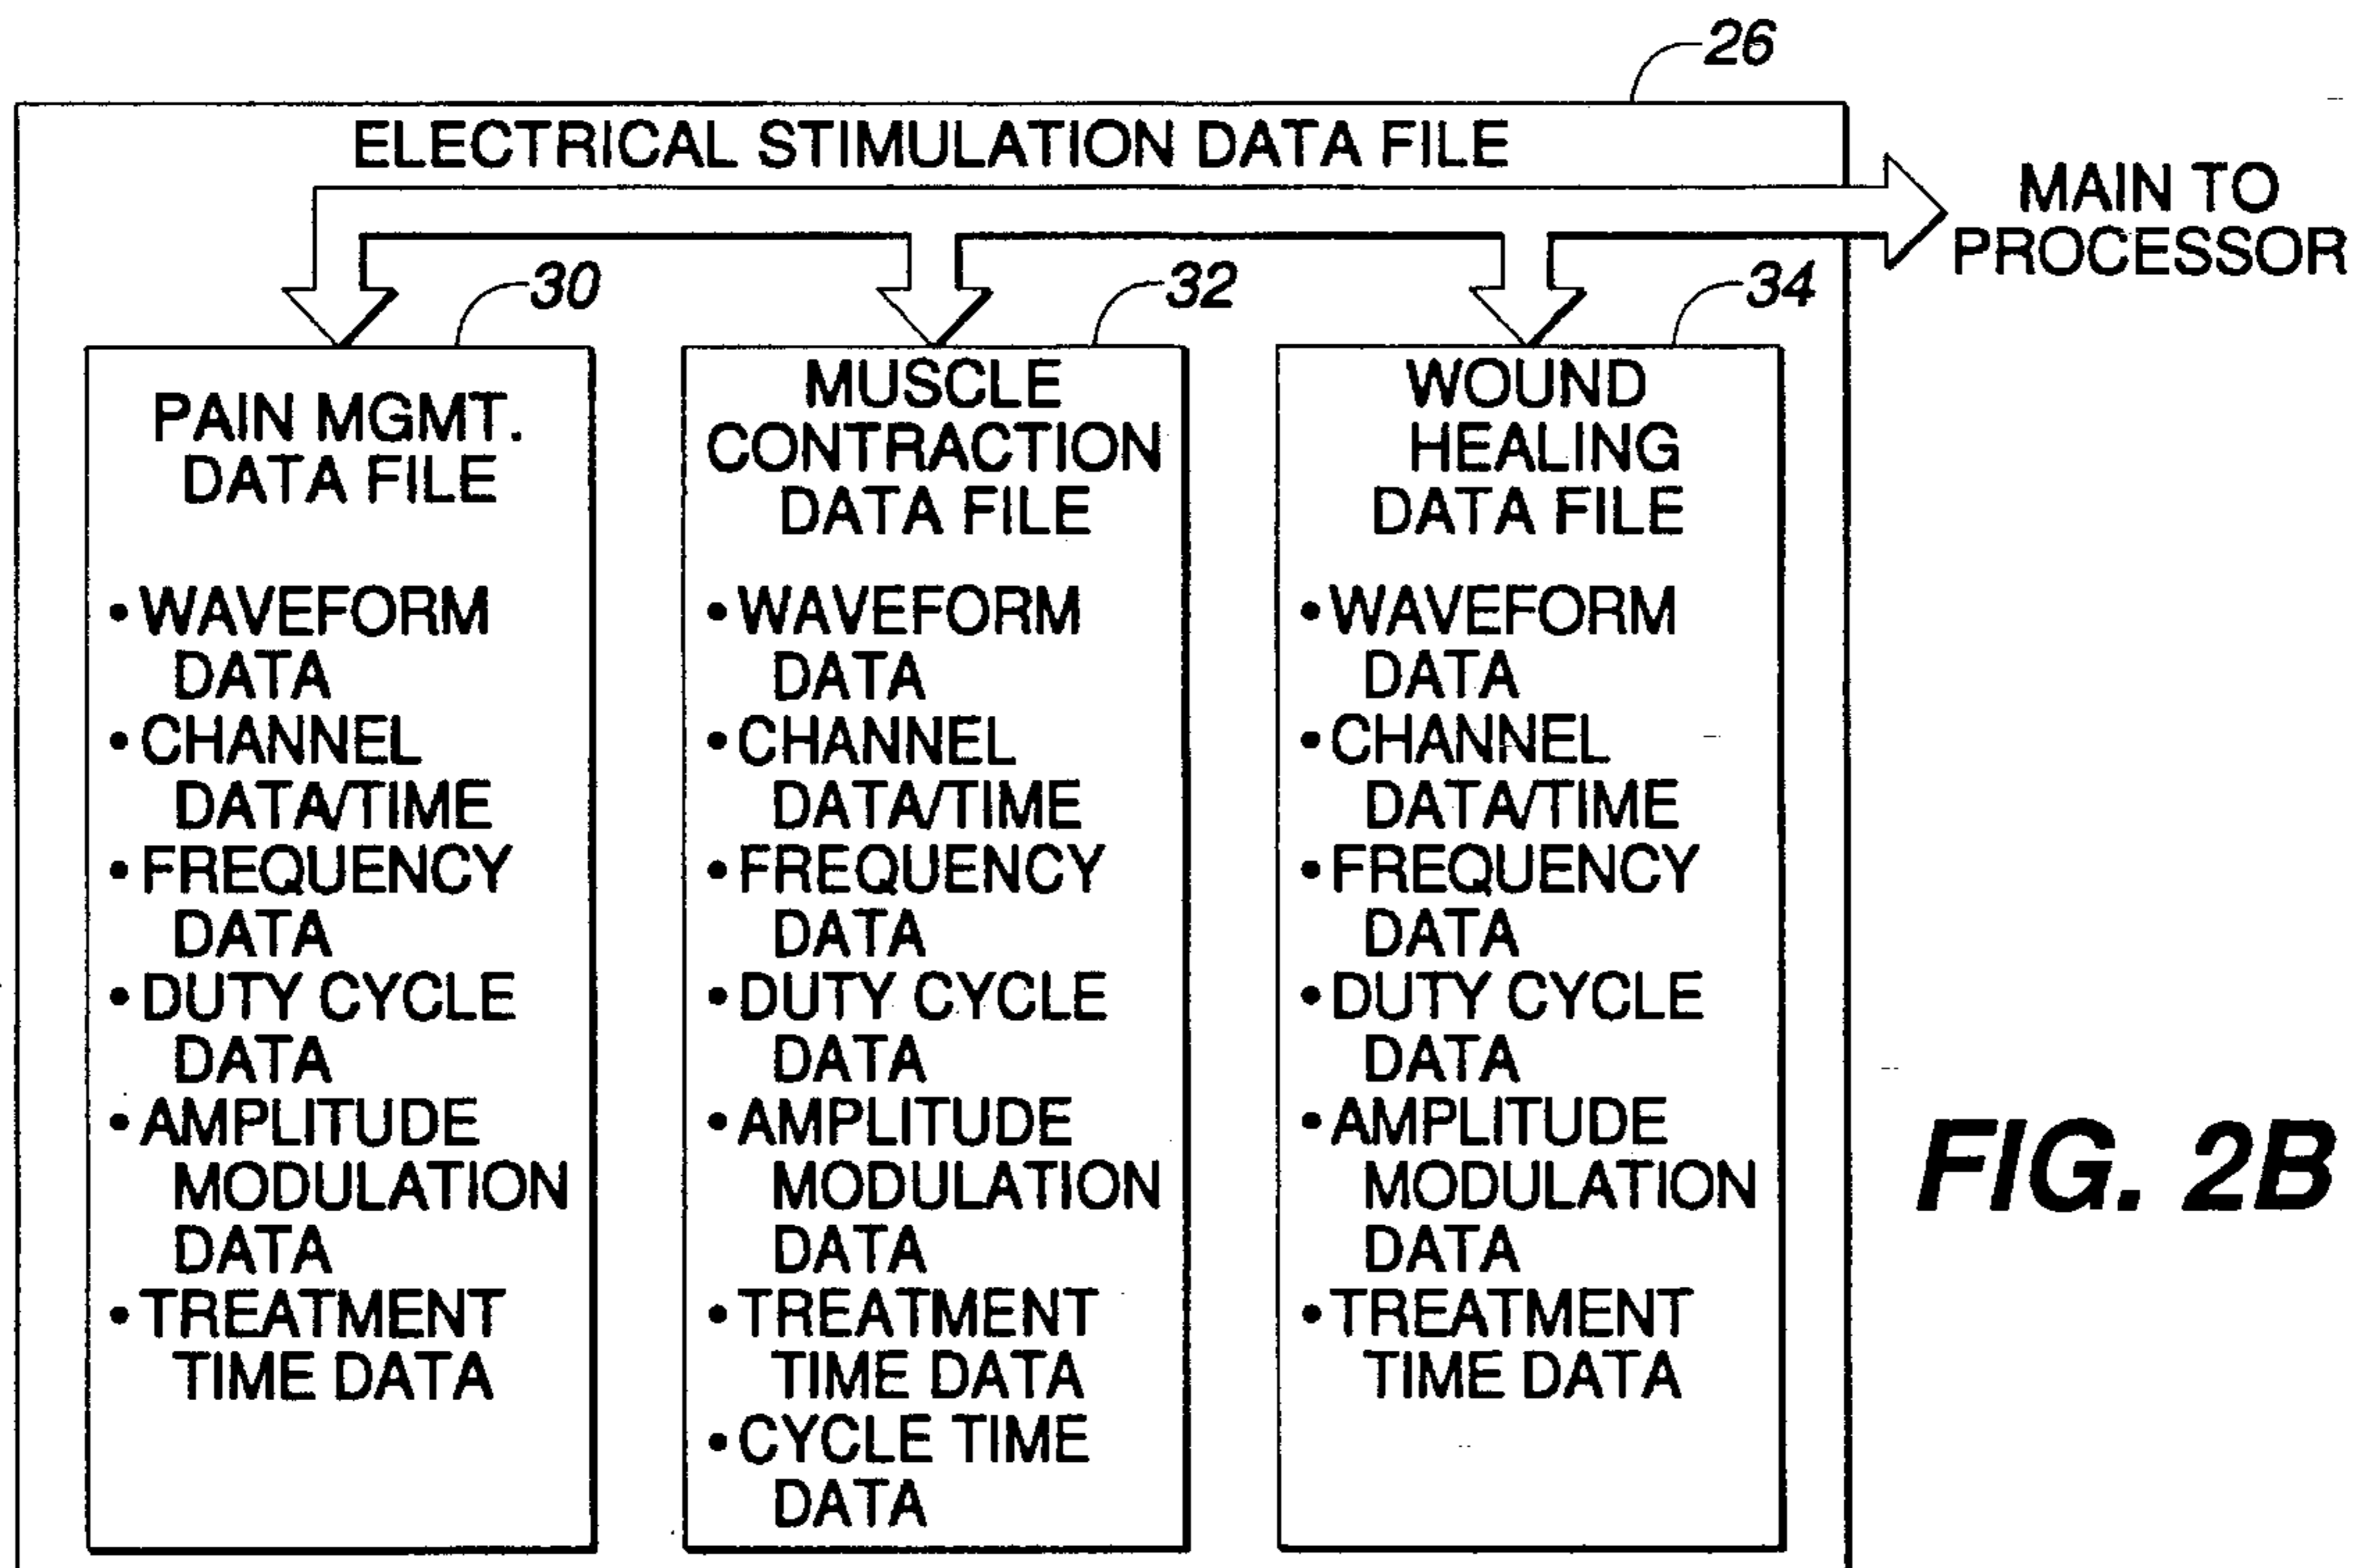 26
ELECTRICAL STIMULATION DATA FILE
MAIN TO
PROCESSOR
30
32
34
PAIN MGMT.
DATA FILE
• WAVEFORM
DATA
• CHANNEL
DATA/TIME
• FREQUENCY
DATA
• DUTY CYCLE
DATA
• AMPLITUDE
MODULATION
DATA
• TREATMENT
TIME DATA
MUSCLE
CONTRACTION
DATA FILE
• WAVEFORM
DATA
• CHANNEL
DATA/TIME
• FREQUENCY
DATA
• DUTY CYCLE
DATA
• AMPLITUDE
MODULATION
DATA
• TREATMENT
TIME DATA
• CYCLE TIME
DATA
WOUND
HEALING
DATA FILE
• WAVEFORM
DATA
• CHANNEL
DATA/TIME
• FREQUENCY
DATA
• DUTY CYCLE
DATA
• AMPLITUDE
MODULATION
DATA
• TREATMENT
TIME DATA
FIG. 2B